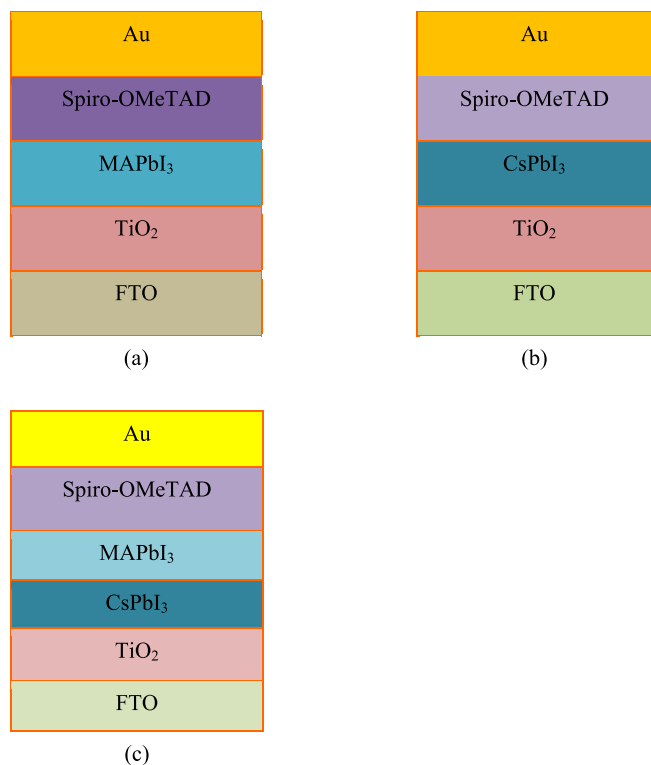 Au
Spiro-OMeTAD
MAPbI₃
TiO₂
FTO
(a)
Au
Spiro-OMeTAD
CsPbI₃
TiO₂
FTO
(b)
Au
Spiro-OMeTAD
MAPbI₃
CsPbI₃
TiO₂
FTO
(c)